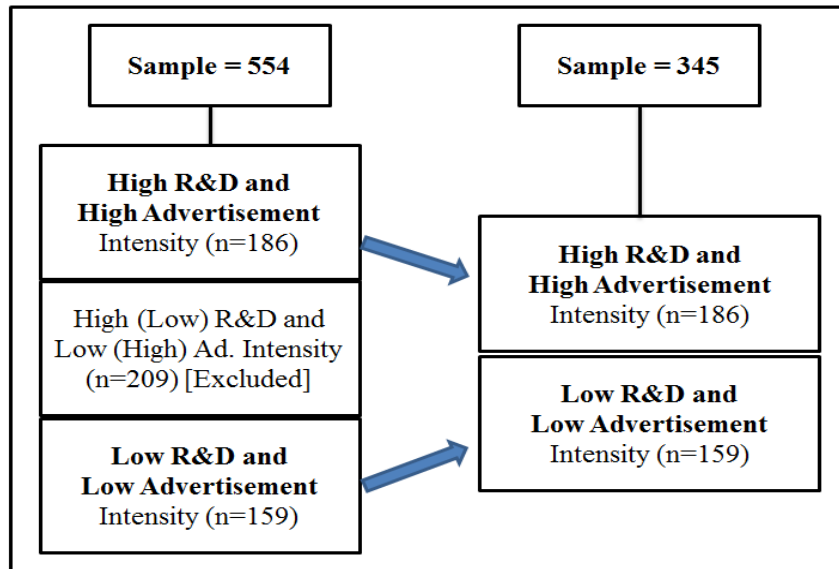 Sample = 554
High R&D and
High Advertisement
Intensity (n=186)
High (Low) R&D and
Low (High) Ad. Intensity
(n=209) [Excluded]
Low R&D and
Low Advertisement
Intensity (n=159)
Sample = 345
High R&D and
High Advertisement
Intensity (n=186)
Low R&D and
Low Advertisement
Intensity (n=159)